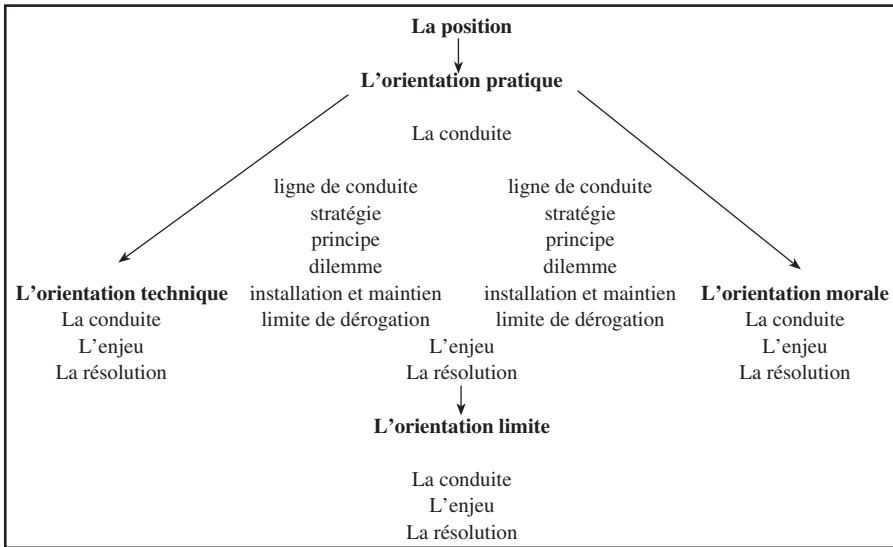 La position
L'orientation pratique
La conduite
ligne de conduite ligne de conduite
stratégie stratégie
principe principe
dilemme dilemme
L'orientation technique installation et maintien installation et maintien L'orientation morale
La conduite limite de dérogation limite de dérogation La conduite
L'enjeu L'enjeu L'enjeu
La résolution La résolution La résolution
L'orientation limite
La conduite
L'enjeu
La résolution